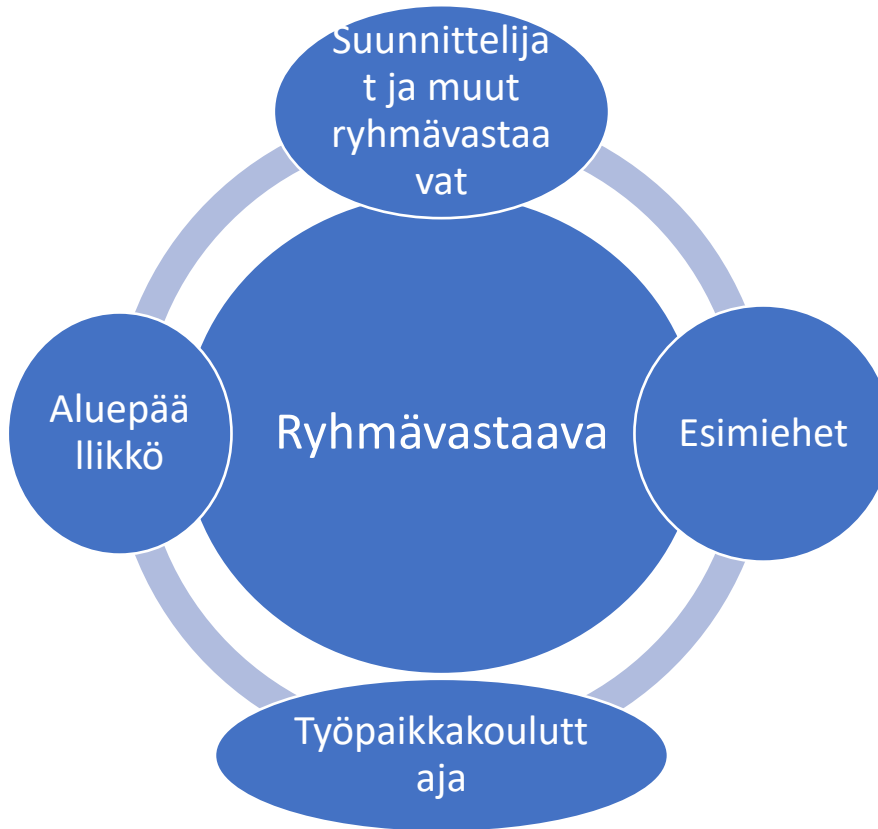 Suunnittelija
t ja muut
ryhmävastaa
vat
Aluepää
llikkö
Ryhmävastaava
Esimiehet
Työpaikkakoulutt
aja